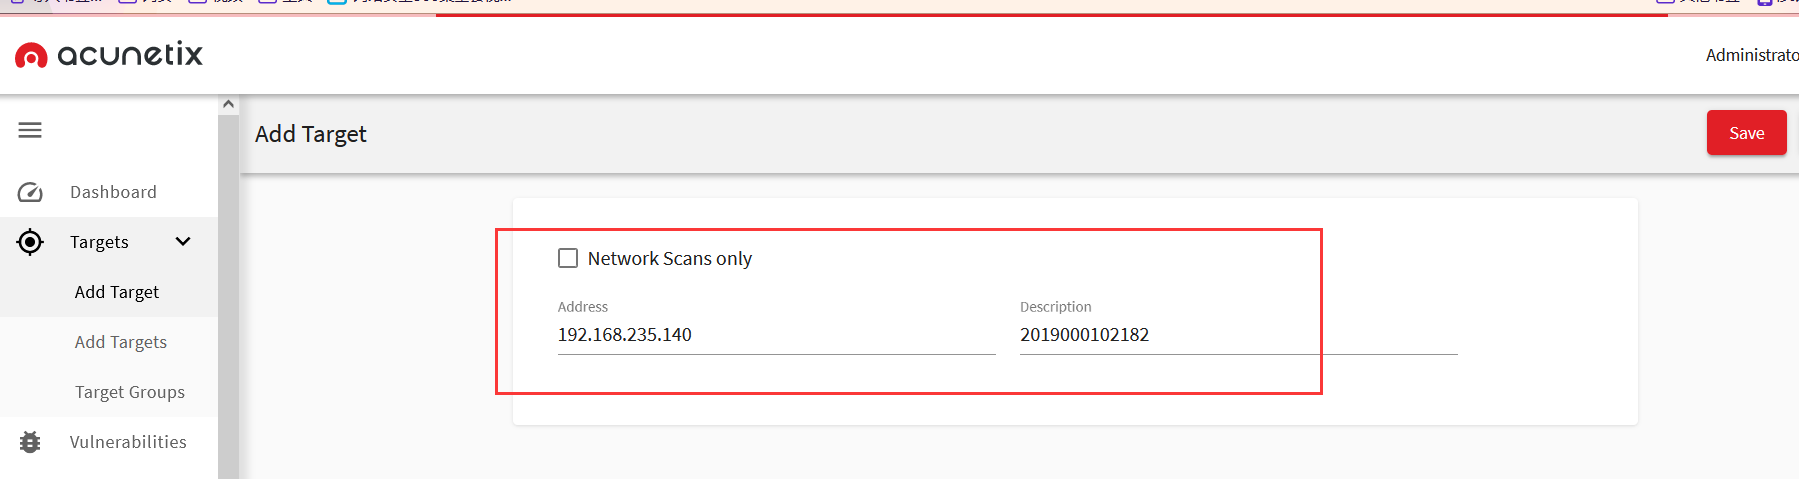 acunetix
Administrato
Add Target
Save
Dashboard
Targets
Network Scans only
Add Target
Address
Description
192.168.235.140
2019000102182
Add Targets
Target Groups
Vulnerabilities